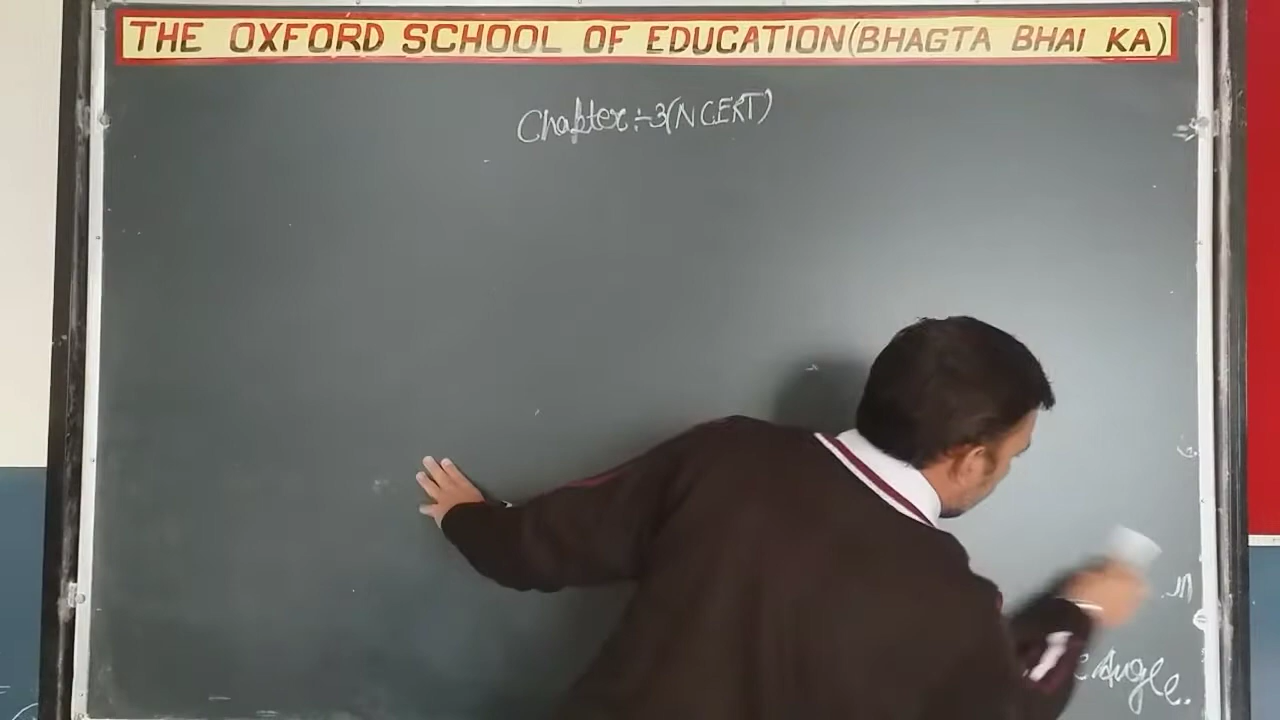 THE OXFORD SCHOOL OF EDUCATION(BHAGTA BHAI KA)
Chapter:-3(NCERT)
Angle.